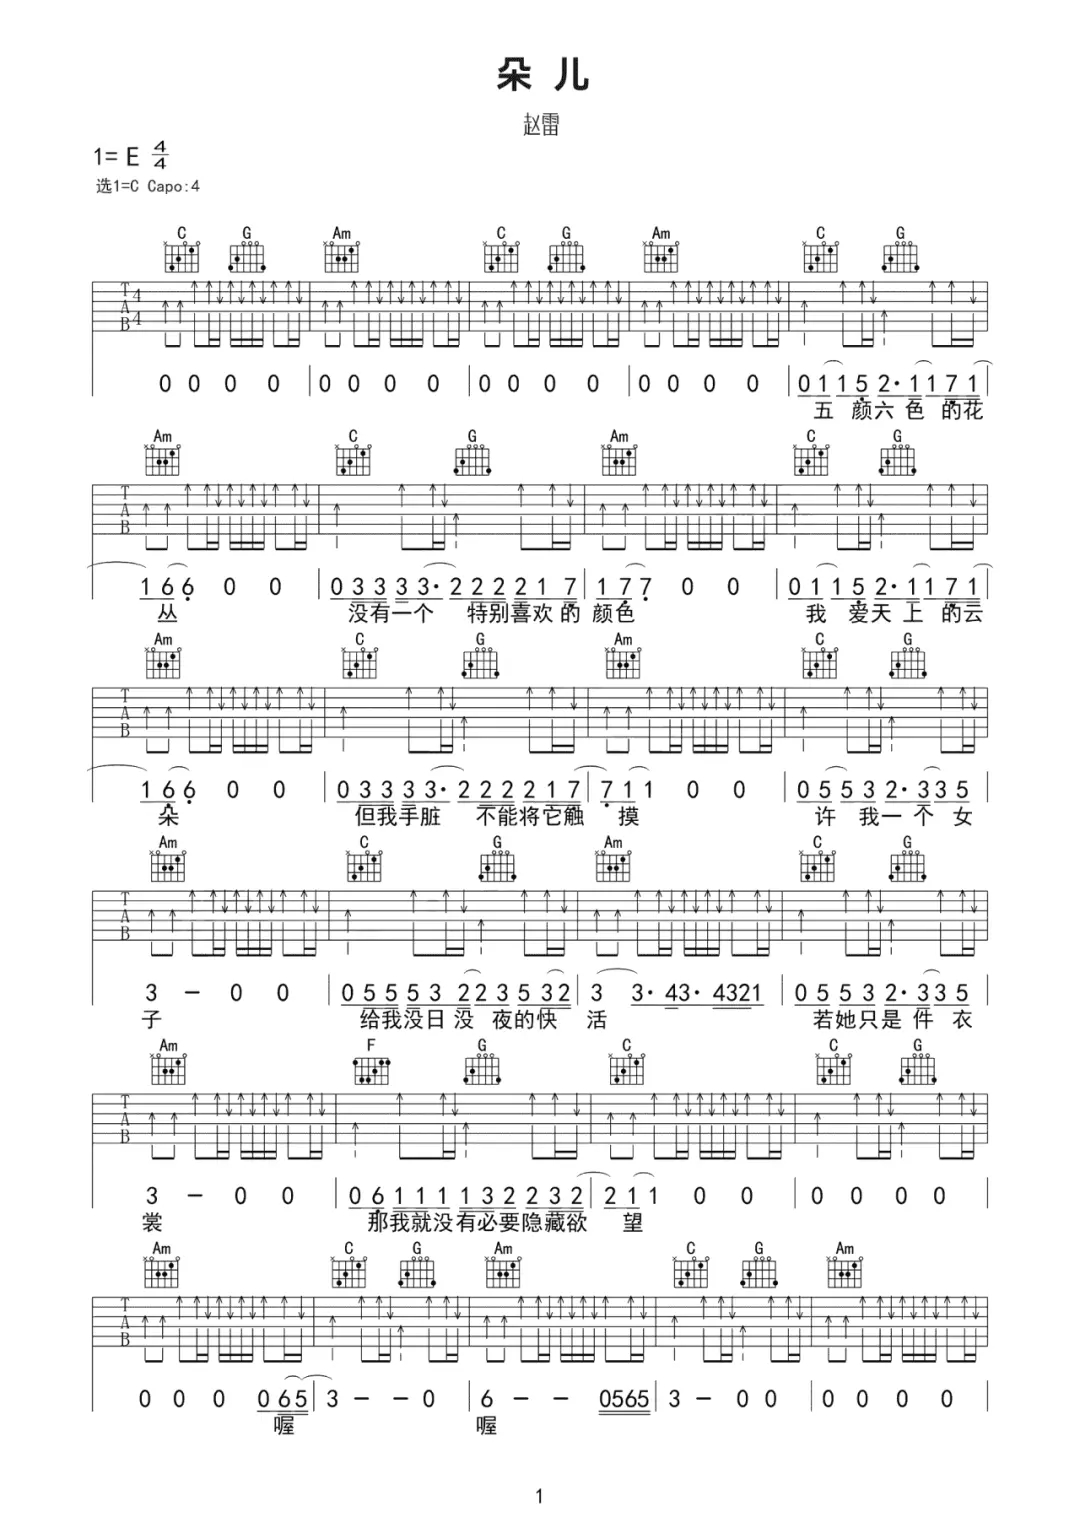 朵 儿
赵雷
1= E 4/4
选1=C Capo:4
C G Am C G Am C G
T A B 4/4
0 0 0 0 | 0 0 0 0 | 0 0 0 0 | 0 0 0 0 | 0 1 1 5 2· 1 1 7 1
五 颜六 色 的花
Am C G Am C G
T A B
1 6 6 0 0 | 0 3 3 3 3 3· 2 2 2 2 1 7 | 1 7 7 0 0 | 0 1 1 5 2· 1 1 7 1
丛 没有一个 特别喜欢 的 颜色 我 爱天 上 的云
Am C G Am C G
T A B
1 6 6 0 0 | 0 3 3 3 3 3· 2 2 2 2 2 1 7 | 7 1 1 0 0 | 0 5 5 3 2· 3 3 5
朵 但我手脏 不能将它触 摸 许 我一 个 女
Am C G Am C G
T A B
3 – 0 0 | 0 5 5 5 3 2 2 3 5 3 2 | 3 3· 4 3· 4 3 2 1 | 0 5 5 3 2· 3 3 5
子 给我没日 没 夜的快 活 若她只是 件 衣
Am F G C C G
T A B
3 – 0 0 | 0 6 1 1 1 1 3 2 2 2 3 2 | 2 1 1 0 0 | 0 0 0 0
裳 那我就没有必要隐藏欲 望
Am C G Am C G Am
T A B
0 0 0 0 6 5 | 3 – – 0 | 6 – – 0565 | 3 – 0 0 | 0 0 0 0
喔 喔
1